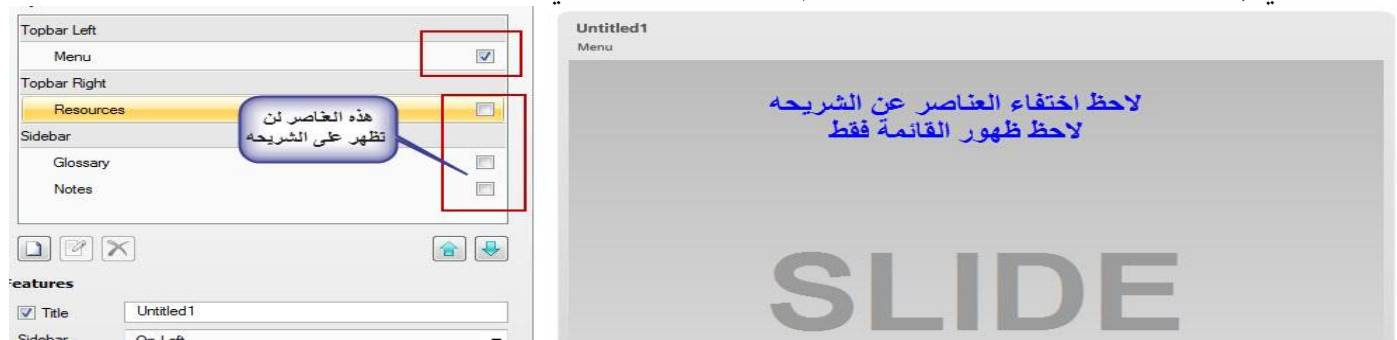 Topbar Left
Menu
Topbar Right
Resources
Sidebar
Glossary
Notes
هذه العناصر لن
تظهر على الشريحه
Features
Title
Untitled1
Sidebar
On Left
Untitled1
Menu
لاحظ اختفاء العناصر عن الشريحه
لاحظ ظهور القائمة فقط
SLIDE